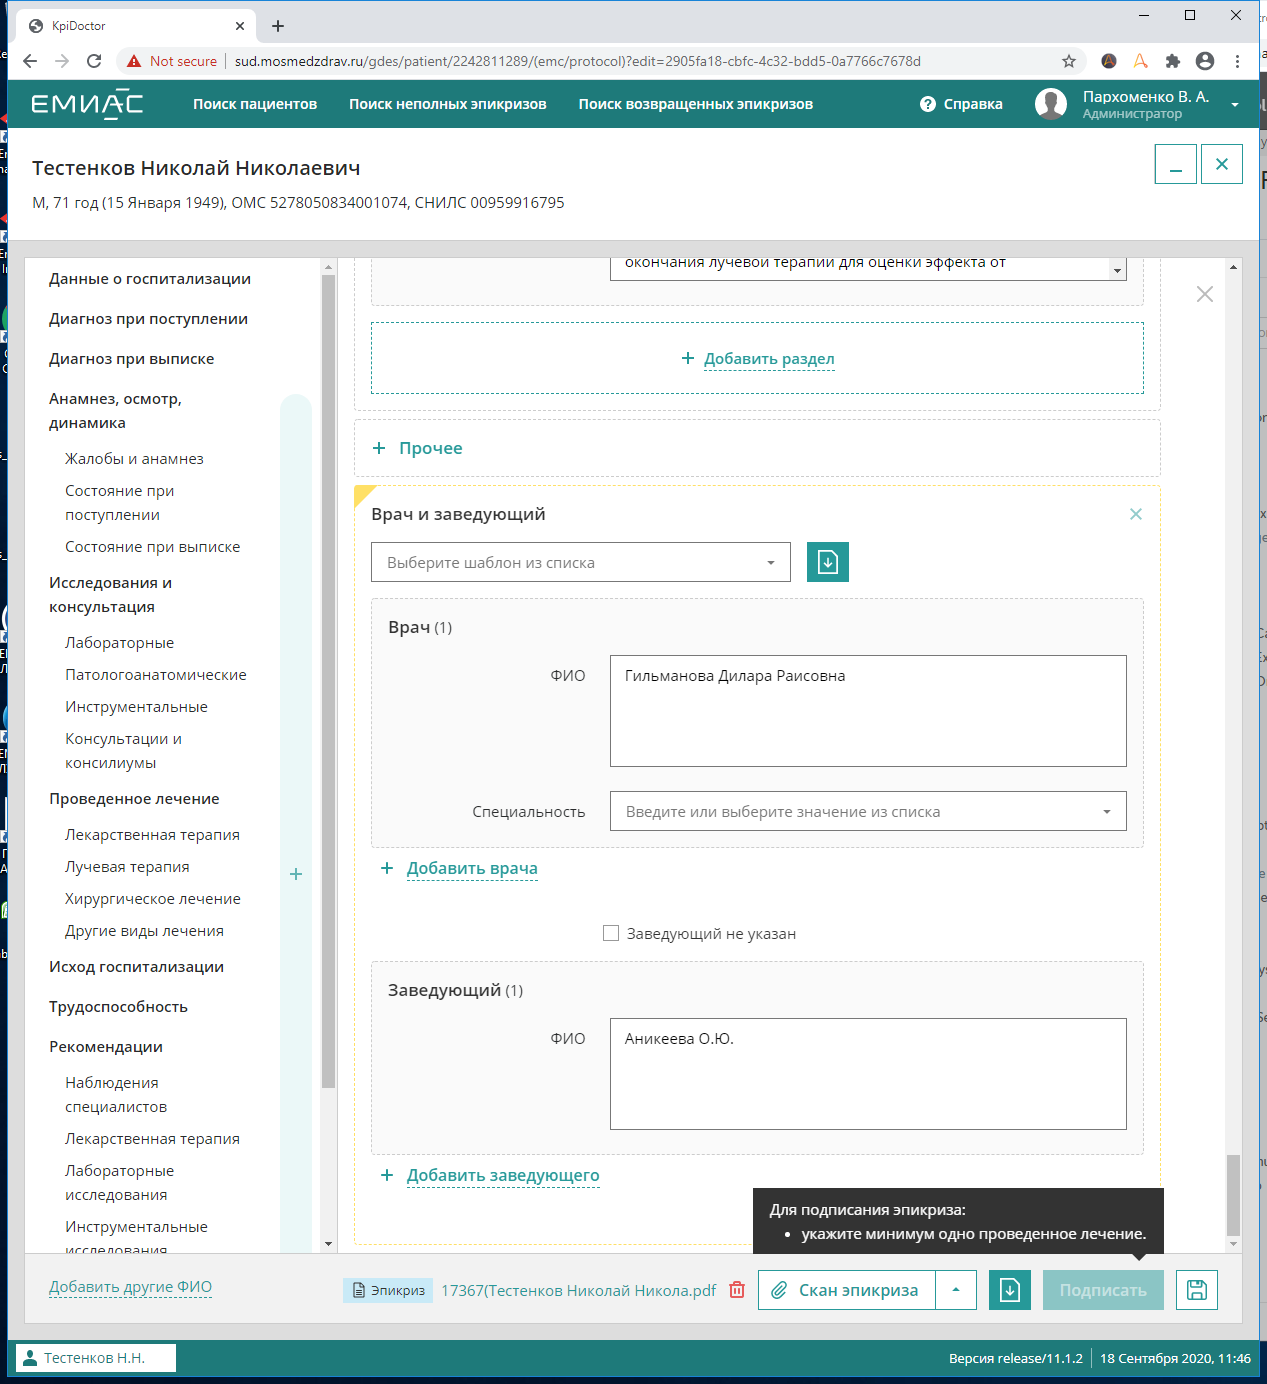 KpiDoctor
Not secure
sud.mosmedzdrav.ru/gdes/patient/2242811289/(emc/protocol)?edit=2905fa18-cbfc-4c32-bdd5-0a7766c7678d
ЕМИАС
Поиск пациентов
Поиск неполных эпикризов
Поиск возвращенных эпикризов
Справка
Пархоменко В. А.
Администратор
Тестенков Николай Николаевич
М, 71 год (15 Января 1949), ОМС 5278050834001074, СНИЛС 00959916795
Данные о госпитализации
Диагноз при поступлении
Диагноз при выписке
Анамнез, осмотр,
динамика
Жалобы и анамнез
Состояние при
поступлении
Состояние при выписке
Исследования и
консультация
Лабораторные
Патологоанатомические
Инструментальные
Консультации и
консилиумы
Проведенное лечение
Лекарственная терапия
Лучевая терапия
Хирургическое лечение
Другие виды лечения
Исход госпитализации
Трудоспособность
Рекомендации
Наблюдения
специалистов
Лекарственная терапия
Лабораторные
исследования
Инструментальные
исследования
окончания лучевой терапии для оценки эффекта от
+ Добавить раздел
+ Прочее
Врач и заведующий
Выберите шаблон из списка
Врач (1)
ФИО
Гильманова Дилара Раисовна
Специальность
Введите или выберите значение из списка
+ Добавить врача
Заведующий не указан
Заведующий (1)
ФИО
Аникеева О.Ю.
+ Добавить заведующего
Для подписания эпикриза:
• укажите минимум одно проведенное лечение.
Добавить другие ФИО
Эпикриз
17367(Тестенков Николай Никола.pdf
Скан эпикриза
Подписать
Тестенков Н.Н.
Версия release/11.1.2
18 Сентября 2020, 11:46